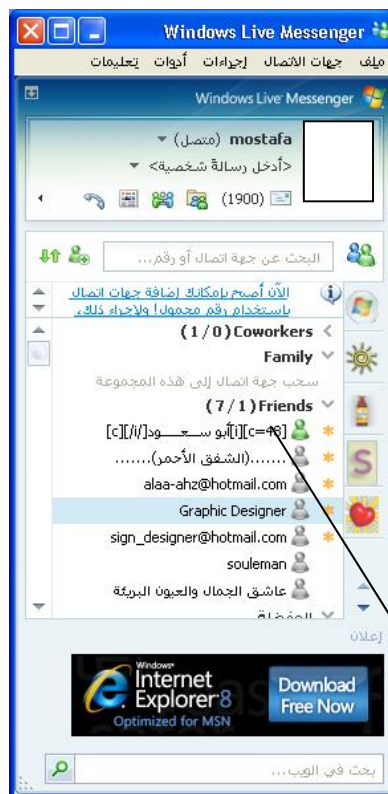 Windows Live Messenger
ملف جهات الاتصال إجراءات أدوات تعليمات
Windows Live Messenger
mostafa (متصل)
<أدخل رسالة شخصية>
(1900)
البحث عن جهة اتصال أو رقم...
الآن أصبح بإمكانك إضافة جهات اتصال
باستخدام رقم محمول! ولإجراء ذلك،
Coworkers (1/0)
Family
سحب جهة اتصال إلى هذه المجموعة
Friends (7/1)
[c=48][i]أبو ســعــود[/i][/c]
.......(الشفق الأحمر).......
alaa-ahz@hotmail.com
Graphic Designer
sign_designer@hotmail.com
souleman
عاشق الجمال والعيون البريئة
المفضلة
إعلان
Windows
Internet
Explorer 8
Optimized for MSN
Download
Free Now
بحث في الويب...